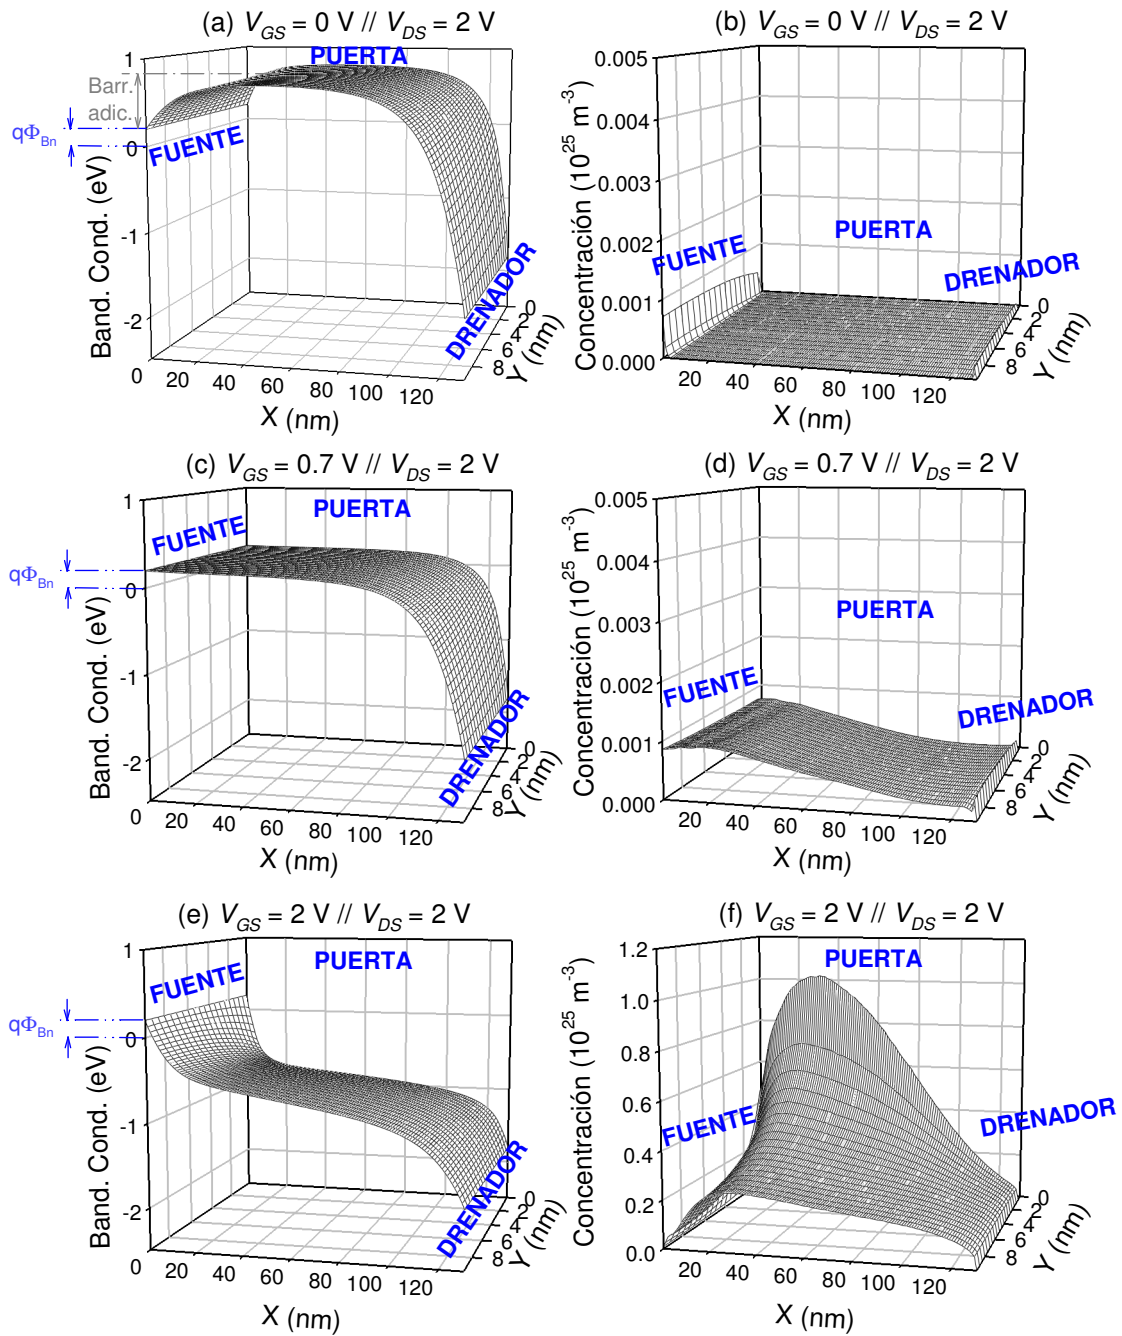 (a) V_GS = 0 V // V_DS = 2 V
PUERTA
1
Barr.
adic.
qΦ_Bn
0
FUENTE
-1
-2
Band. Cond. (eV)
DRENADOR
0 20 40 60 80 100 120
X (nm)
0 2 4 6 8
Y (nm)
(b) V_GS = 0 V // V_DS = 2 V
0.005
0.004
0.003
0.002
0.001
0.000
Concentración (10^25 m^-3)
PUERTA
FUENTE
DRENADOR
20 40 60 80 100 120
X (nm)
0 2 4 6 8
Y (nm)
(c) V_GS = 0.7 V // V_DS = 2 V
PUERTA
1
FUENTE
qΦ_Bn
0
-1
-2
Band. Cond. (eV)
DRENADOR
0 20 40 60 80 100 120
X (nm)
0 2 4 6 8
Y (nm)
(d) V_GS = 0.7 V // V_DS = 2 V
0.005
0.004
0.003
0.002
0.001
0.000
Concentración (10^25 m^-3)
PUERTA
FUENTE
DRENADOR
20 40 60 80 100 120
X (nm)
0 2 4 6 8
Y (nm)
(e) V_GS = 2 V // V_DS = 2 V
PUERTA
1
FUENTE
qΦ_Bn
0
-1
-2
Band. Cond. (eV)
DRENADOR
0 20 40 60 80 100 120
X (nm)
0 2 4 6 8
Y (nm)
(f) V_GS = 2 V // V_DS = 2 V
1.2
1.0
0.8
0.6
0.4
0.2
0.0
Concentración (10^25 m^-3)
PUERTA
FUENTE
DRENADOR
20 40 60 80 100 120
X (nm)
0 2 4 6 8
Y (nm)